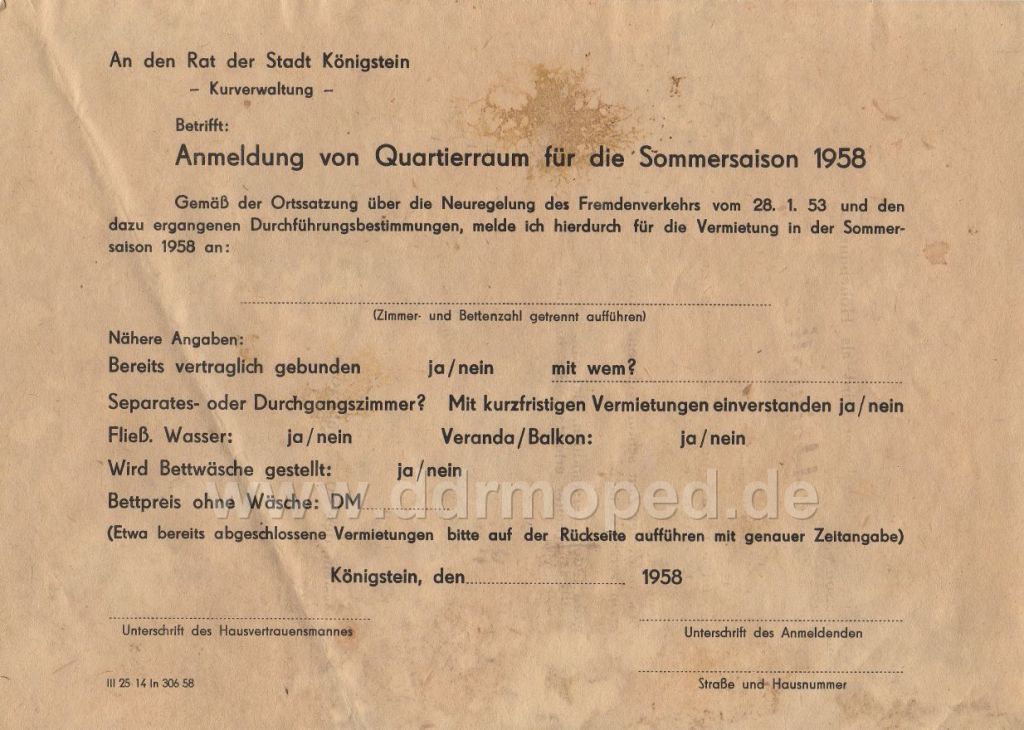 An den Rat der Stadt Königstein
– Kurverwaltung –
Betrifft:
Anmeldung von Quartierraum für die Sommersaison 1958
Gemäß der Ortssatzung über die Neuregelung des Fremdenverkehrs vom 28. 1. 53 und den
dazu ergangenen Durchführungsbestimmungen, melde ich hierdurch für die Vermietung in der Sommer-
saison 1958 an:
(Zimmer- und Bettenzahl getrennt aufführen)
Nähere Angaben:
Bereits vertraglich gebunden ja/nein mit wem?
Separates- oder Durchgangszimmer? Mit kurzfristigen Vermietungen einverstanden ja/nein
Fließ. Wasser: ja/nein Veranda/Balkon: ja/nein
Wird Bettwäsche gestellt: ja/nein
www.ddrmoped.de
Bettpreis ohne Wäsche: DM
(Etwa bereits abgeschlossene Vermietungen bitte auf der Rückseite aufführen mit genauer Zeitangabe)
Königstein, den 1958
Unterschrift des Hausvertrauensmannes
Unterschrift des Anmeldenden
Straße und Hausnummer
III 25 14 In 306 58